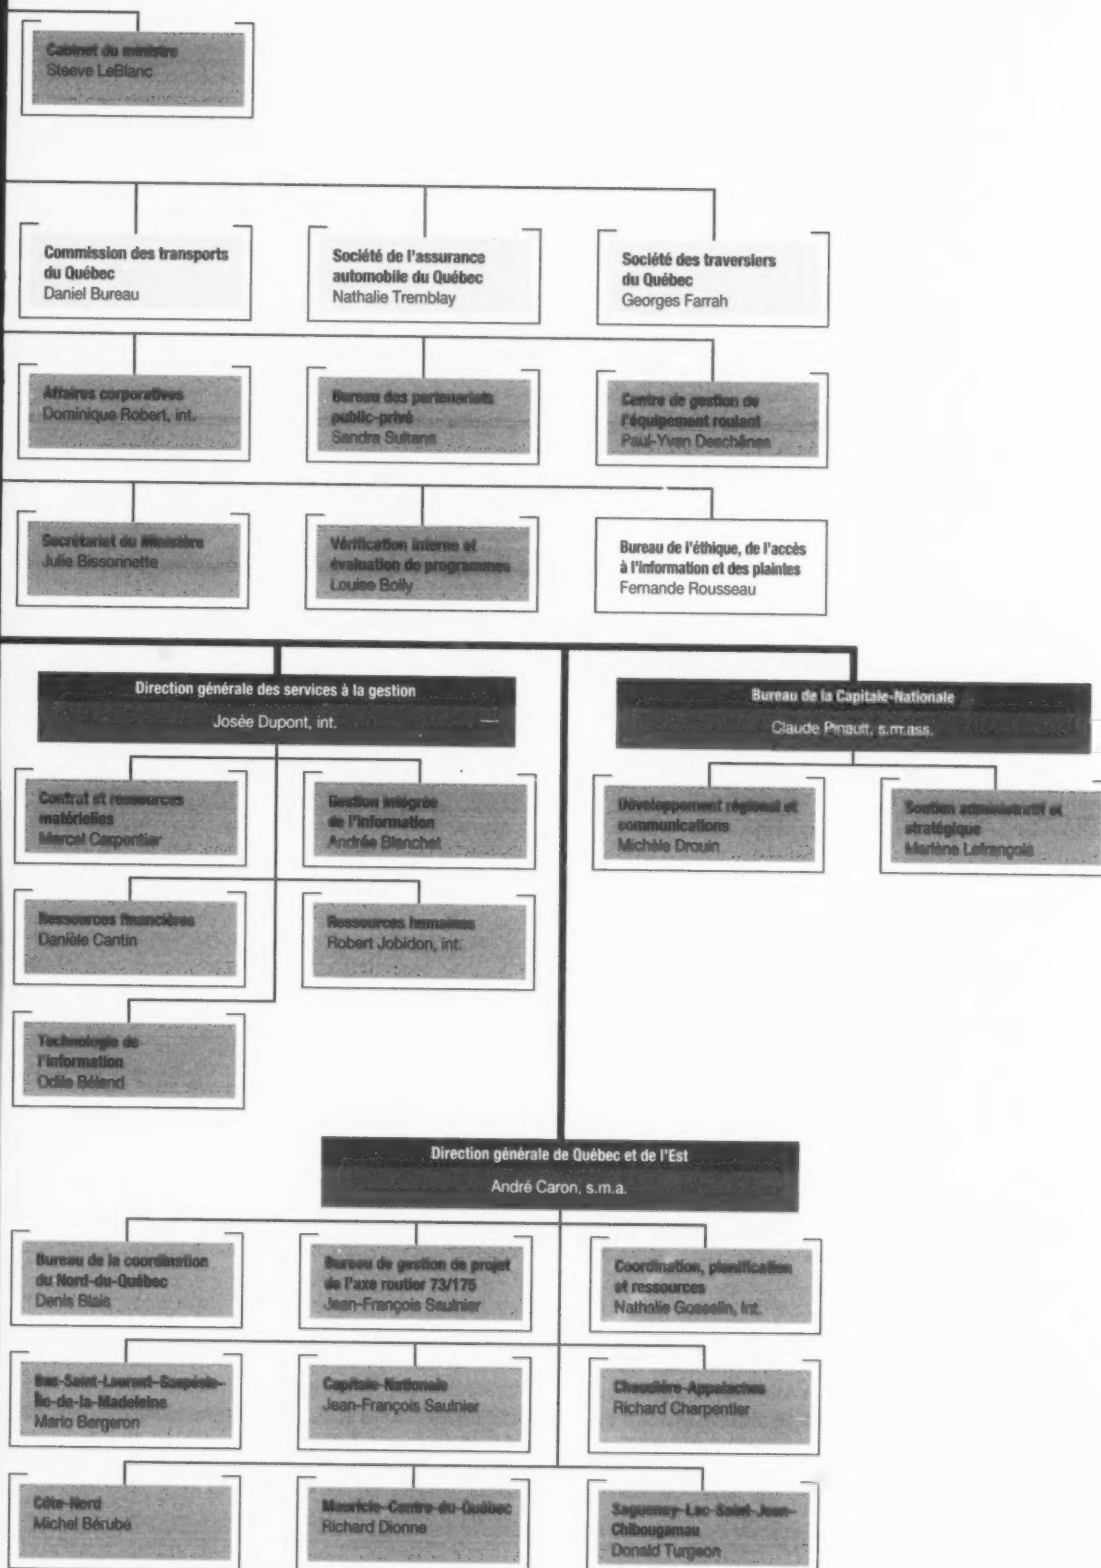 Cabinet du ministre
Steeve LeBlanc
Commission des transports
du Québec
Daniel Bureau
Société de l'assurance
automobile du Québec
Nathalie Tremblay
Société des traversiers
du Québec
Georges Farrah
Affaires corporatives
Dominique Robert, int.
Bureau des partenariats
public-privé
Sandra Sultana
Centre de gestion de
l'équipement roulant
Paul-Yvan Deschênes
Secrétariat du Ministère
Julie Bissonnette
Vérification interne et
évaluation de programmes
Louise Boily
Bureau de l'éthique, de l'accès
à l'information et des plaintes
Fernande Rousseau
Direction générale des services à la gestion
Josée Dupont, int.
Bureau de la Capitale-Nationale
Claude Pinault, s.m.ass.
Contrat et ressources
matérielles
Marcel Carpentier
Gestion intégrée
de l'information
Andrée Blanchet
Développement régional et
communications
Michèle Drouin
Soutien administratif et
stratégique
Marlène Lefrançois
Ressources financières
Danièle Cantin
Ressources humaines
Robert Jobidon, int.
Technologie de
l'information
Odile Béland
Direction générale de Québec et de l'Est
André Caron, s.m.a.
Bureau de la coordination
du Nord-du-Québec
Denis Blais
Bureau de gestion de projet
de l'axe routier 73/175
Jean-François Saulnier
Coordination, planification
et ressources
Nathalie Gosselin, int.
Bas-Saint-Laurent-Gaspésie-
Île-de-la-Madeleine
Mario Bergeron
Capitale-Nationale
Jean-François Saulnier
Chaudière-Appalaches
Richard Charpentier
Côte-Nord
Michel Bérubé
Mauricie-Centre-du-Québec
Richard Dionne
Saguenay-Lac-Saint-Jean-
Chibougamau
Donald Turgeon